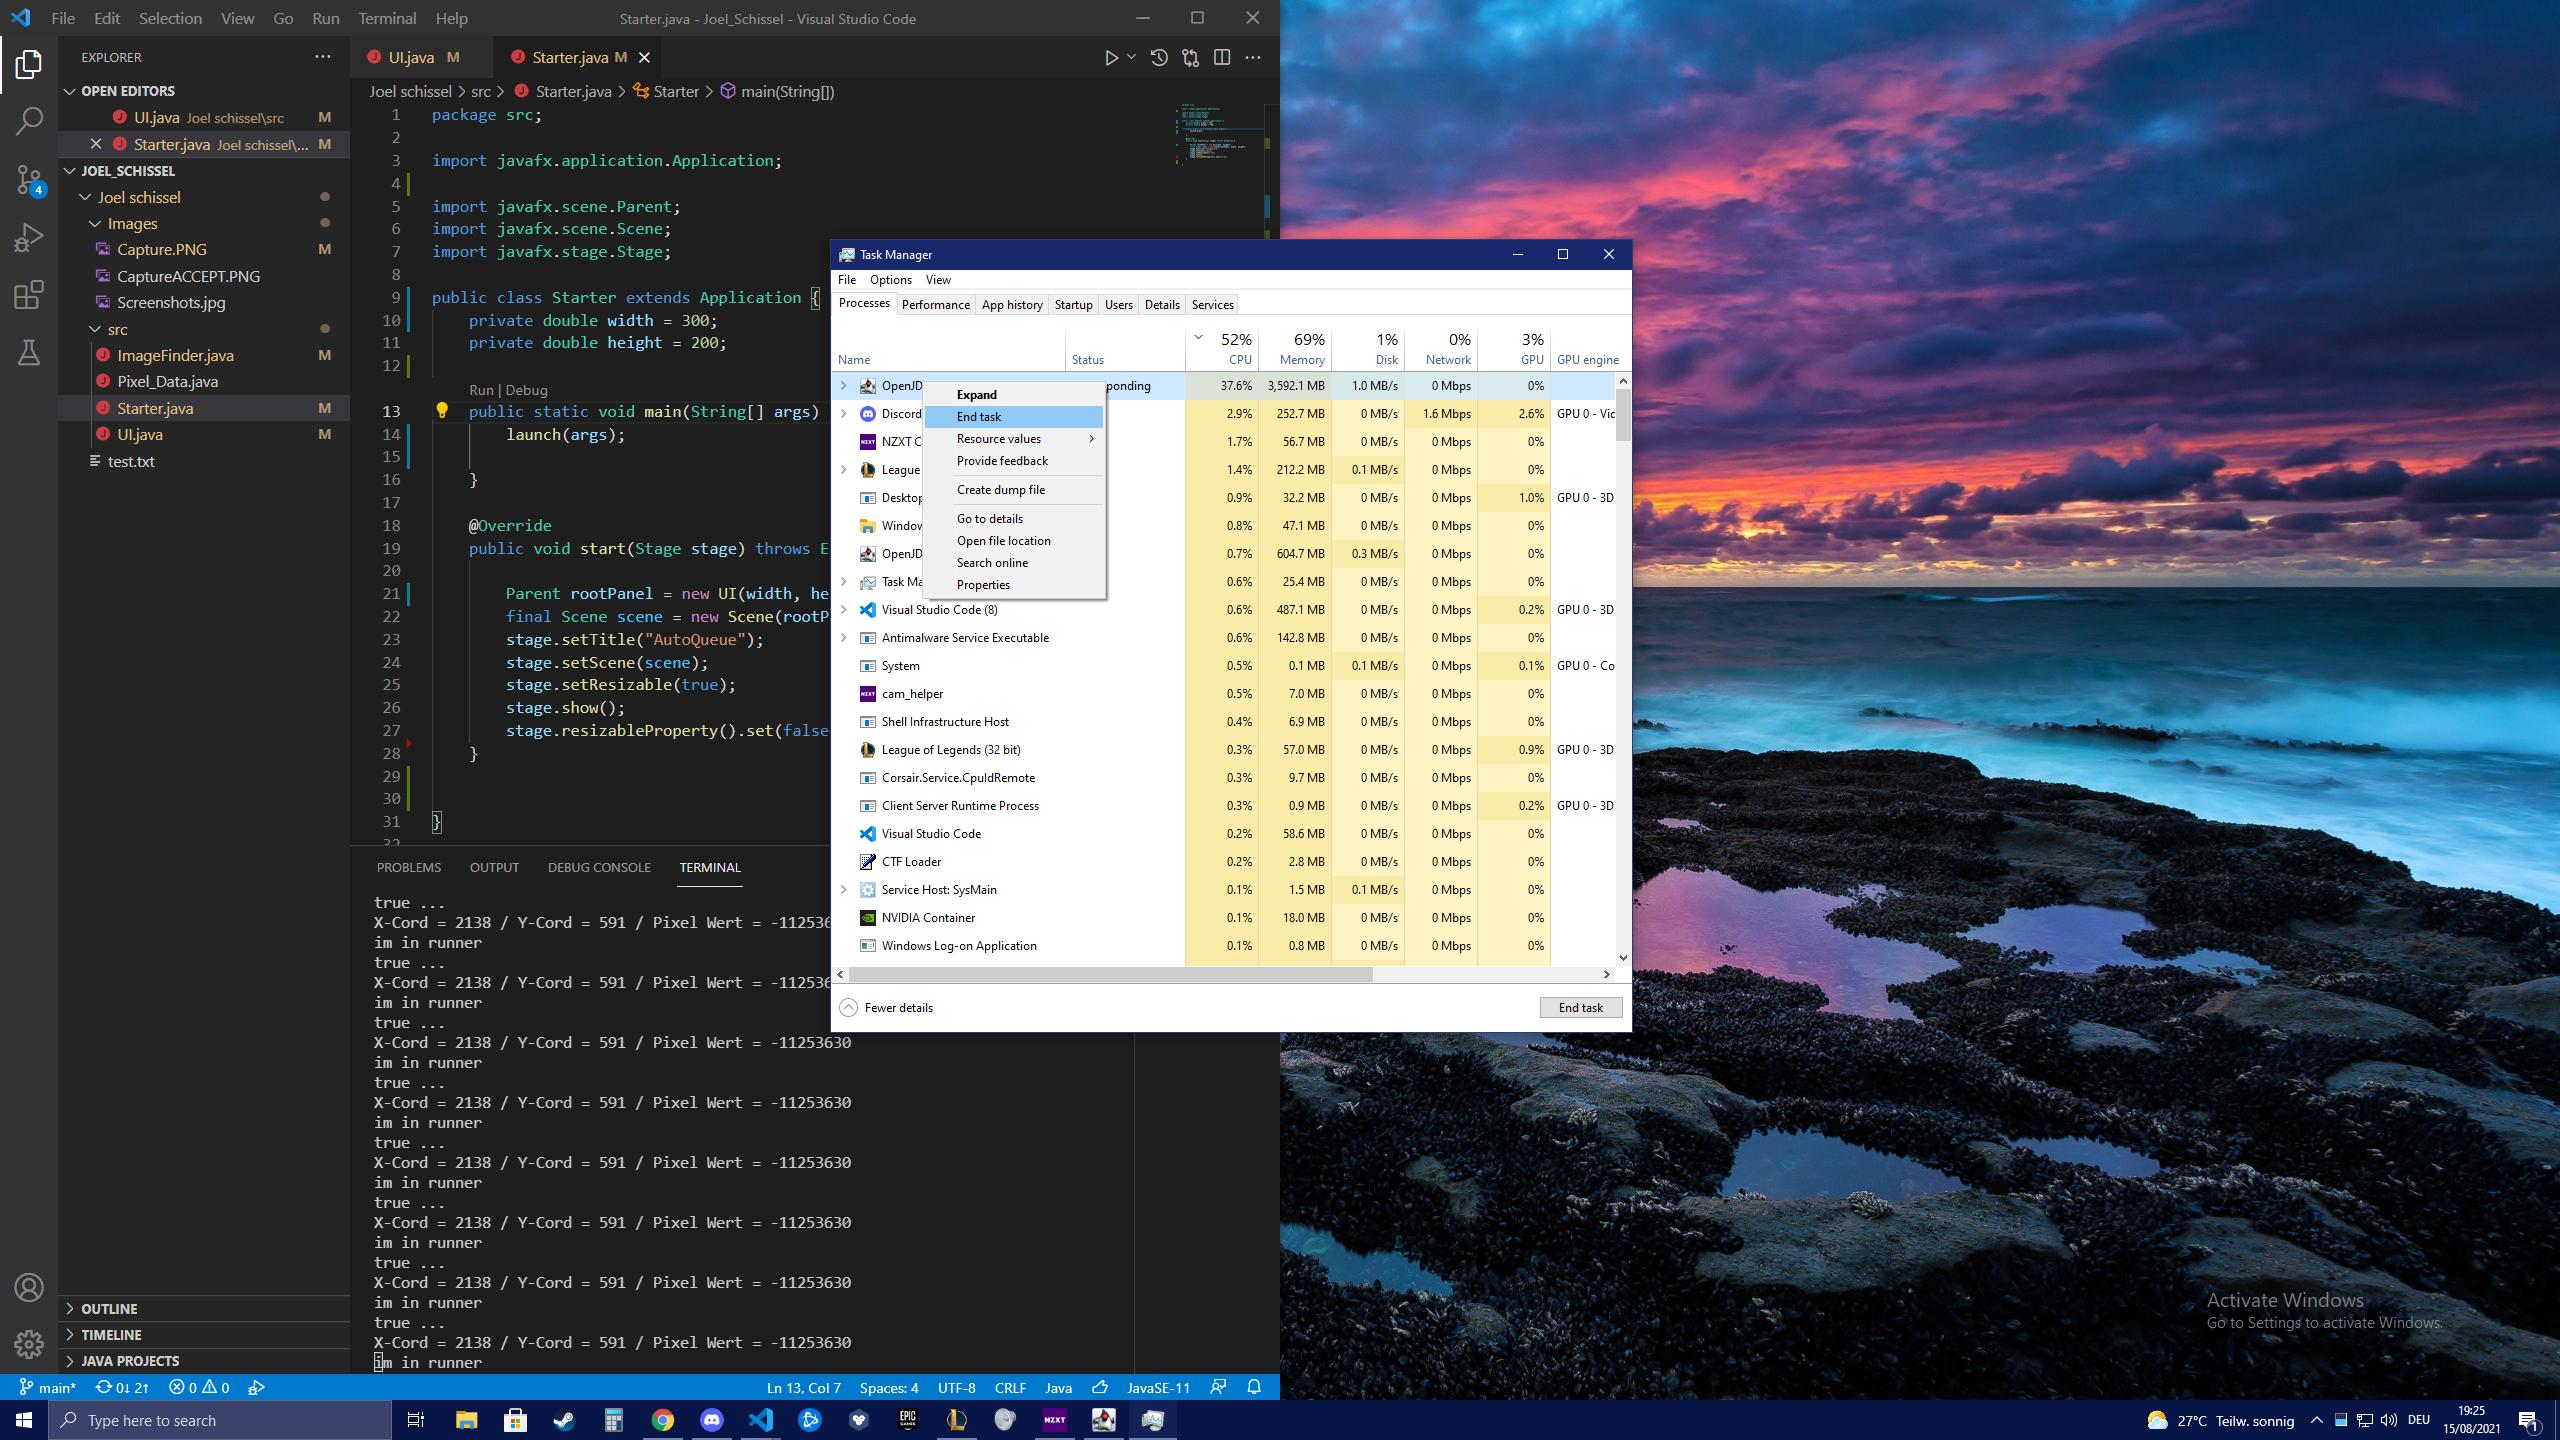 File Edit Selection View Go Run Terminal Help
Starter.java - Joel_Schissel - Visual Studio Code
EXPLORER
OPEN EDITORS
UI.java Joel schissel\src M
Starter.java Joel schissel\... M
JOEL_SCHISSEL
Joel schissel
Images
Capture.PNG M
CaptureACCEPT.PNG
Screenshots.jpg
src
ImageFinder.java M
Pixel_Data.java
Starter.java M
UI.java M
test.txt
OUTLINE
TIMELINE
JAVA PROJECTS
4
UI.java M
Starter.java M
Joel schissel > src > Starter.java > Starter > main(String[])
1 package src;
2
3 import javafx.application.Application;
4
5 import javafx.scene.Parent;
6 import javafx.scene.Scene;
7 import javafx.stage.Stage;
8
9 public class Starter extends Application {
10 private double width = 300;
11 private double height = 200;
12
Run | Debug
13 public static void main(String[] args)
14 launch(args);
15
16 }
17
18 @Override
19 public void start(Stage stage) throws E
20
21 Parent rootPanel = new UI(width, he
22 final Scene scene = new Scene(rootP
23 stage.setTitle("AutoQueue");
24 stage.setScene(scene);
25 stage.setResizable(true);
26 stage.show();
27 stage.resizableProperty().set(false
28 }
29
30
31 }
32
PROBLEMS OUTPUT DEBUG CONSOLE TERMINAL
true ...
X-Cord = 2138 / Y-Cord = 591 / Pixel Wert = -112536
im in runner
true ...
X-Cord = 2138 / Y-Cord = 591 / Pixel Wert = -112536
im in runner
true ...
X-Cord = 2138 / Y-Cord = 591 / Pixel Wert = -11253630
im in runner
true ...
X-Cord = 2138 / Y-Cord = 591 / Pixel Wert = -11253630
im in runner
true ...
X-Cord = 2138 / Y-Cord = 591 / Pixel Wert = -11253630
im in runner
true ...
X-Cord = 2138 / Y-Cord = 591 / Pixel Wert = -11253630
im in runner
true ...
X-Cord = 2138 / Y-Cord = 591 / Pixel Wert = -11253630
im in runner
true ...
X-Cord = 2138 / Y-Cord = 591 / Pixel Wert = -11253630
im in runner
main* 0↓ 2↑ 0 0
Ln 13, Col 7 Spaces: 4 UTF-8 CRLF Java JavaSE-11
Task Manager
File Options View
Processes Performance App history Startup Users Details Services
52% 69% 1% 0% 3%
Name Status CPU Memory Disk Network GPU GPU engine
OpenJD ponding 37.6% 3,592.1 MB 1.0 MB/s 0 Mbps 0%
Discord 2.9% 252.7 MB 0 MB/s 1.6 Mbps 2.6% GPU 0 - Vid
NZXT C 1.7% 56.7 MB 0 MB/s 0 Mbps 0%
League 1.4% 212.2 MB 0.1 MB/s 0 Mbps 0%
Desktop 0.9% 32.2 MB 0 MB/s 0 Mbps 1.0% GPU 0 - 3D
Window 0.8% 47.1 MB 0 MB/s 0 Mbps 0%
OpenJD 0.7% 604.7 MB 0.3 MB/s 0 Mbps 0%
Task Ma 0.6% 25.4 MB 0 MB/s 0 Mbps 0%
Visual Studio Code (8) 0.6% 487.1 MB 0 MB/s 0 Mbps 0.2% GPU 0 - 3D
Antimalware Service Executable 0.6% 142.8 MB 0 MB/s 0 Mbps 0%
System 0.5% 0.1 MB 0.1 MB/s 0 Mbps 0.1% GPU 0 - Co
cam_helper 0.5% 7.0 MB 0 MB/s 0 Mbps 0%
Shell Infrastructure Host 0.4% 6.9 MB 0 MB/s 0 Mbps 0%
League of Legends (32 bit) 0.3% 57.0 MB 0 MB/s 0 Mbps 0.9% GPU 0 - 3D
Corsair.Service.CpuIdRemote 0.3% 9.7 MB 0 MB/s 0 Mbps 0%
Client Server Runtime Process 0.3% 0.9 MB 0 MB/s 0 Mbps 0.2% GPU 0 - 3D
Visual Studio Code 0.2% 58.6 MB 0 MB/s 0 Mbps 0%
CTF Loader 0.2% 2.8 MB 0 MB/s 0 Mbps 0%
Service Host: SysMain 0.1% 1.5 MB 0.1 MB/s 0 Mbps 0%
NVIDIA Container 0.1% 18.0 MB 0 MB/s 0 Mbps 0%
Windows Log-on Application 0.1% 0.8 MB 0 MB/s 0 Mbps 0%
Expand
End task
Resource values
Provide feedback
Create dump file
Go to details
Open file location
Search online
Properties
Fewer details
End task
Activate Windows
Go to Settings to activate Windows.
Type here to search
EPIC GAMES
NZXT
27°C Teilw. sonnig
DEU
19:25
15/08/2021
1